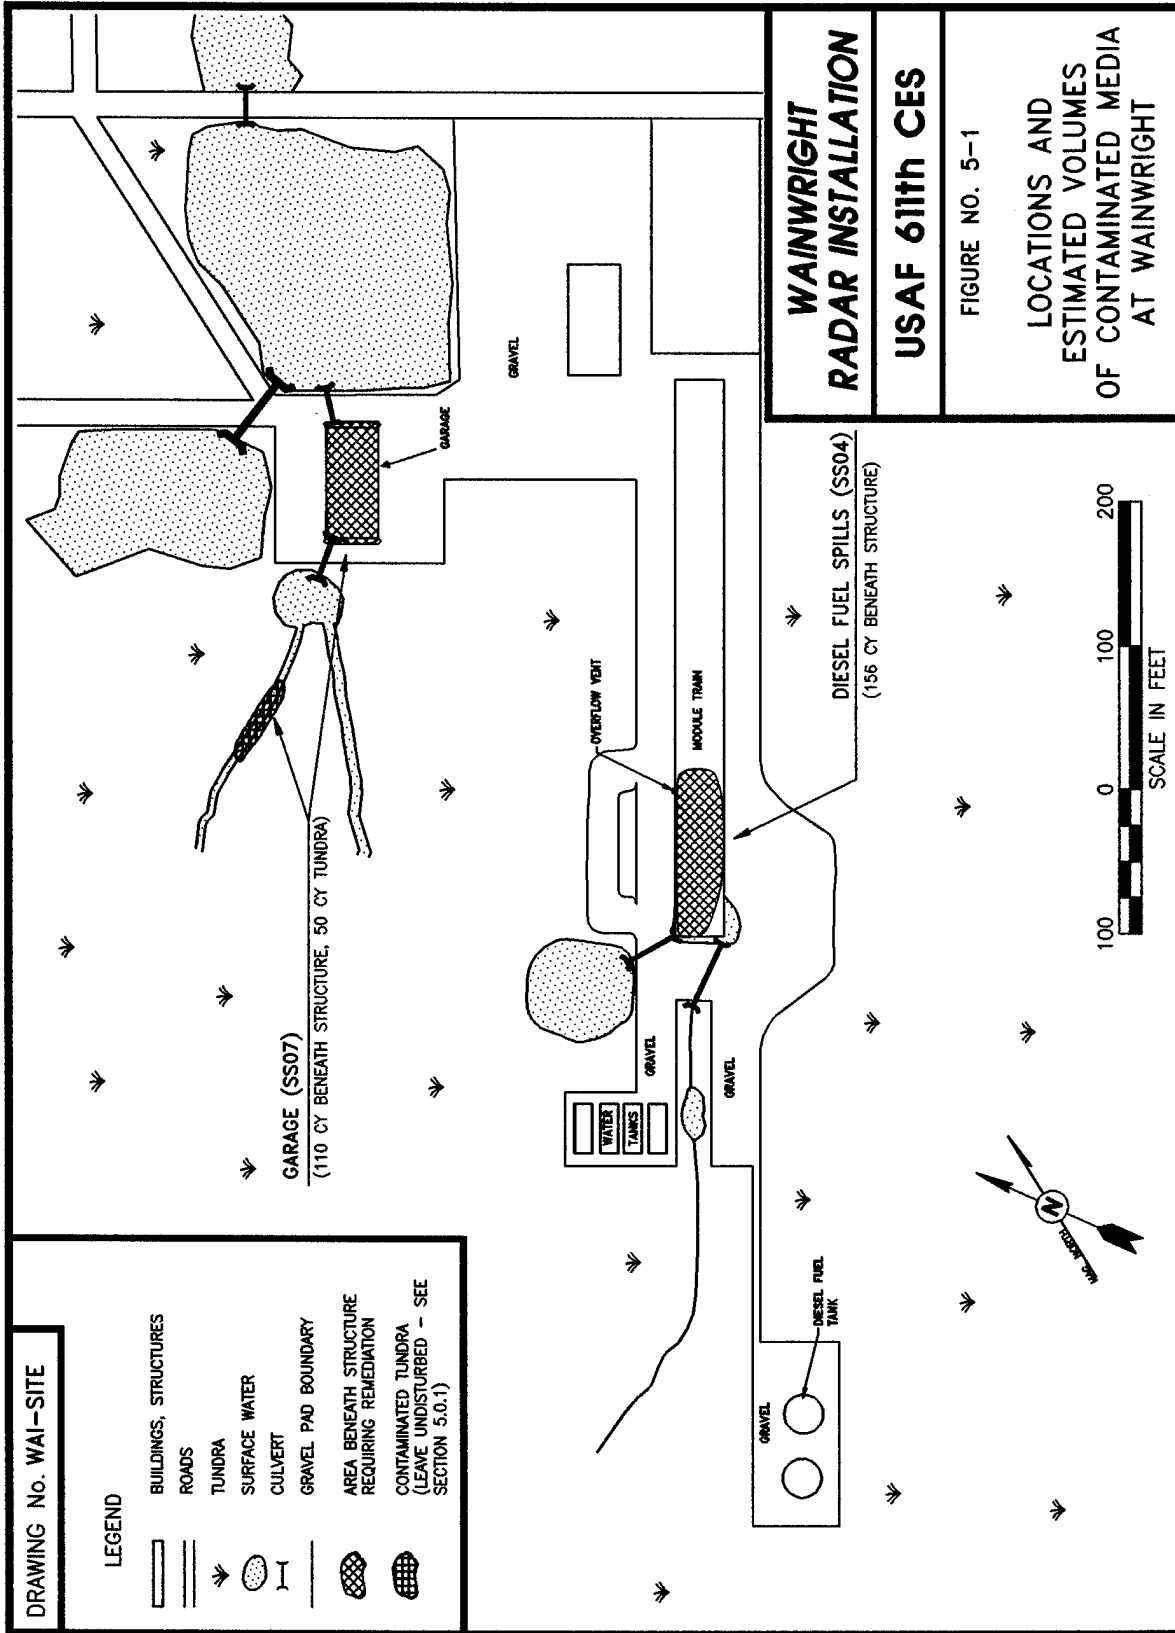 DRAWING No. WAI-SITE
LEGEND
BUILDINGS, STRUCTURES
ROADS
TUNDRA
SURFACE WATER
CULVERT
GRAVEL PAD BOUNDARY
AREA BENEATH STRUCTURE
REQUIRING REMEDIATION
CONTAMINATED TUNDRA
(LEAVE UNDISTURBED - SEE
SECTION 5.0.1)
GARAGE (SS07)
(110 CY BENEATH STRUCTURE, 50 CY TUNDRA)
GARAGE
GRAVEL
OVERFLOW VENT
MODULE TRAIN
GRAVEL
WATER
TANKS
GRAVEL
DIESEL FUEL SPILLS (SS04)
(156 CY BENEATH STRUCTURE)
GRAVEL
DIESEL FUEL
TANK
N
MAG NORTH
100 0 100 200
SCALE IN FEET
WAINWRIGHT
RADAR INSTALLATION
USAF 611th CES
FIGURE NO. 5-1
LOCATIONS AND
ESTIMATED VOLUMES
OF CONTAMINATED MEDIA
AT WAINWRIGHT